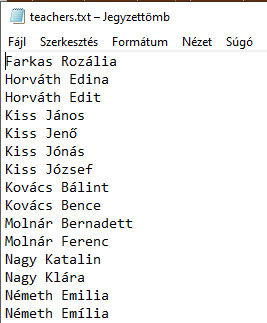 teachers.txt – Jegyzettömb
Fájl Szerkesztés Formátum Nézet Súgó
Farkas Rozália
Horváth Edina
Horváth Edit
Kiss János
Kiss Jenő
Kiss Jónás
Kiss József
Kovács Bálint
Kovács Bence
Molnár Bernadett
Molnár Ferenc
Nagy Katalin
Nagy Klára
Németh Emilia
Németh Emília